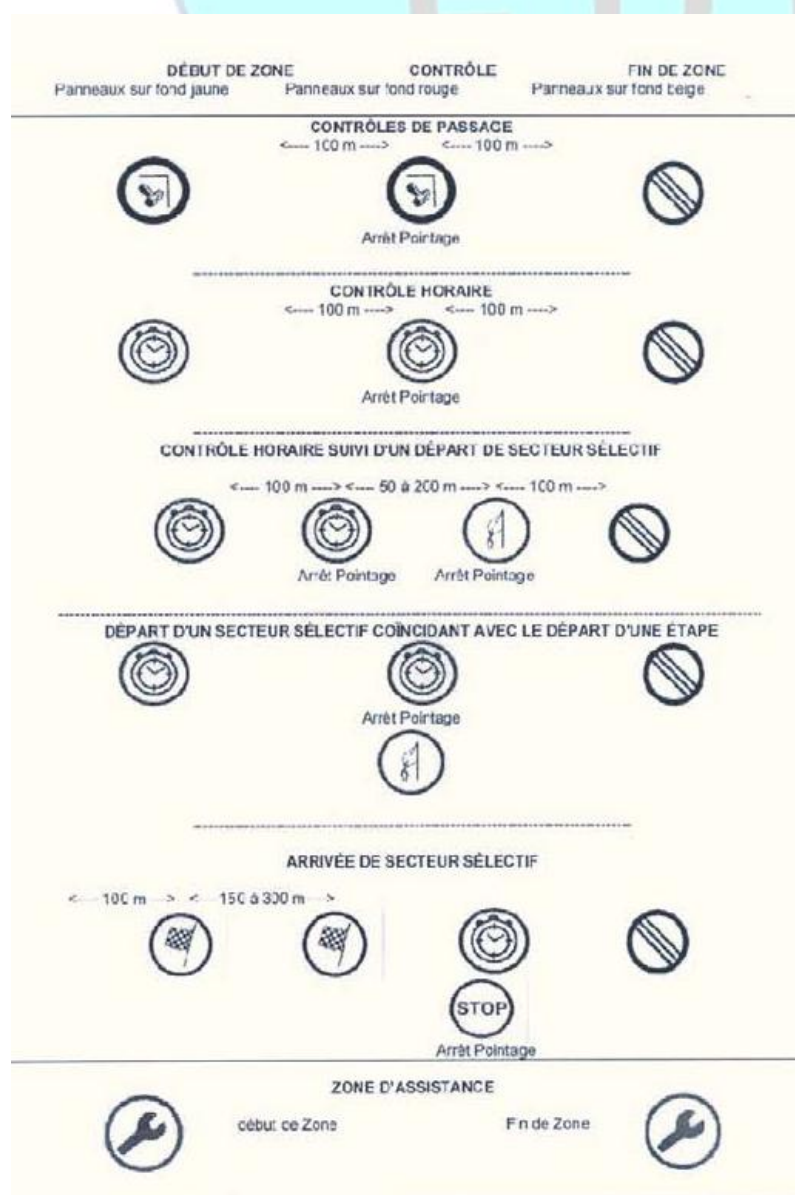 DÉBUT DE ZONE CONTRÔLE FIN DE ZONE
Panneaux sur fond jaune Panneaux sur fond rouge Panneaux sur fond beige
CONTRÔLES DE PASSAGE
<---- 100 m ----> <---- 100 m ---->
Arrêt Pointage
CONTRÔLE HORAIRE
<---- 100 m ----> <---- 100 m ---->
Arrêt Pointage
CONTRÔLE HORAIRE SUIVI D'UN DÉPART DE SECTEUR SÉLECTIF
<---- 100 m ----> <---- 50 à 200 m ----> <---- 100 m ---->
Arrêt Pointage Arrêt Pointage
DÉPART D'UN SECTEUR SÉLECTIF COÏNCIDANT AVEC LE DÉPART D'UNE ÉTAPE
Arrêt Pointage
ARRIVÉE DE SECTEUR SÉLECTIF
<---- 100 m ----> <---- 150 à 300 m ---->
STOP
Arrêt Pointage
ZONE D'ASSISTANCE
début de Zone Fin de Zone